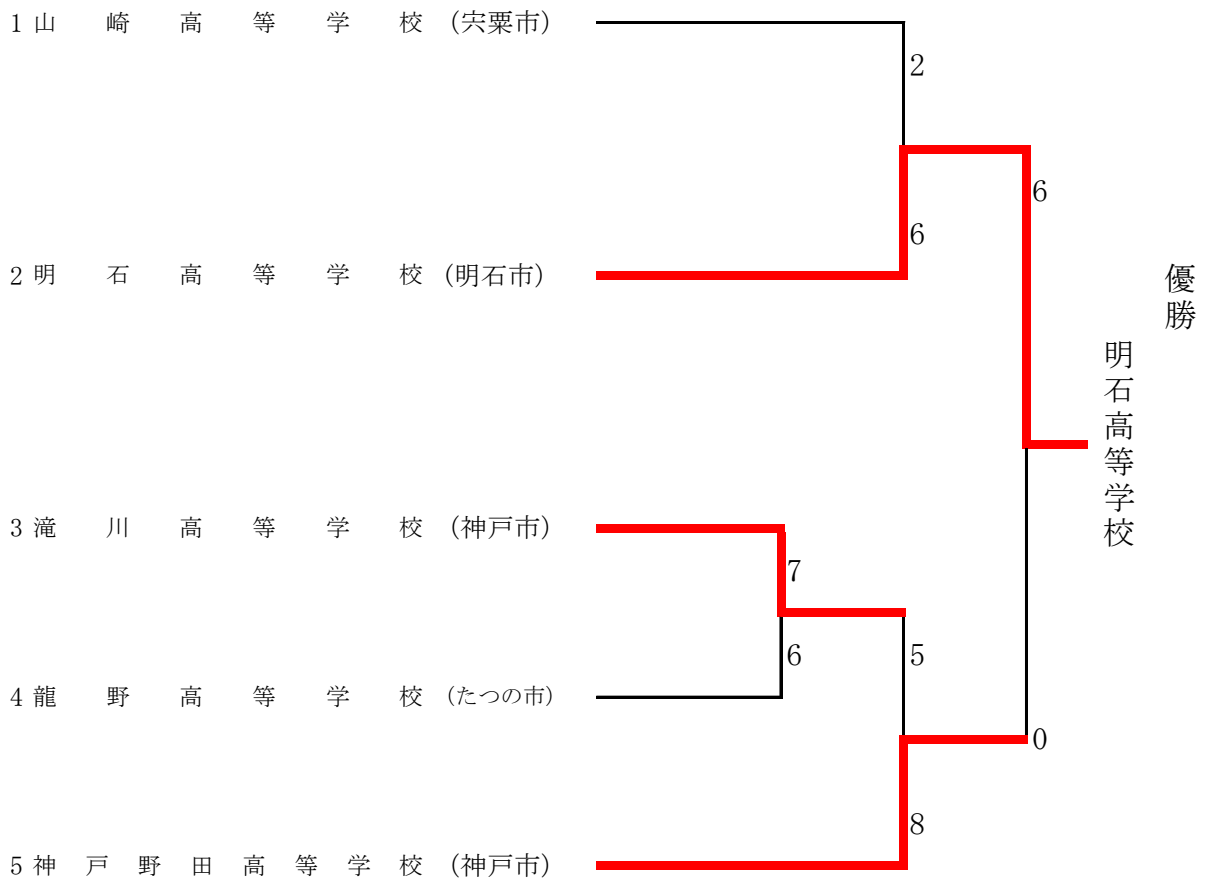 1 山崎高等学校 (宍粟市)
2
6
6
2 明石高等学校 (明石市)
優勝
明石高等学校
3 滝川高等学校 (神戸市)
7
6
5
4 龍野高等学校 (たつの市)
0
8
5 神戸野田高等学校 (神戸市)